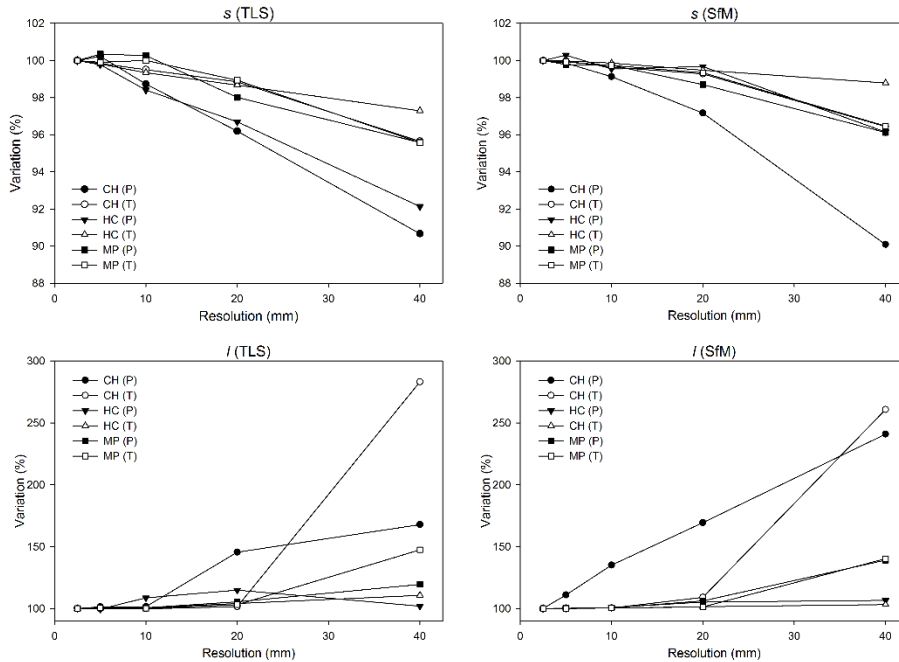 s (TLS)
102
100
98
96
94
92
90
88
Variation (%)
CH (P)
CH (T)
HC (P)
HC (T)
MP (P)
MP (T)
0 10 20 30 40
Resolution (mm)
s (SfM)
102
100
98
96
94
92
90
88
Variation (%)
CH (P)
CH (T)
HC (P)
HC (T)
MP (P)
MP (T)
0 10 20 30 40
Resolution (mm)
l (TLS)
300
250
200
150
100
Variation (%)
CH (P)
CH (T)
HC (P)
HC (T)
MP (P)
MP (T)
0 10 20 30 40
Resolution (mm)
l (SfM)
300
250
200
150
100
Variation (%)
CH (P)
CH (T)
HC (P)
CH (T)
MP (P)
MP (T)
0 10 20 30 40
Resolution (mm)